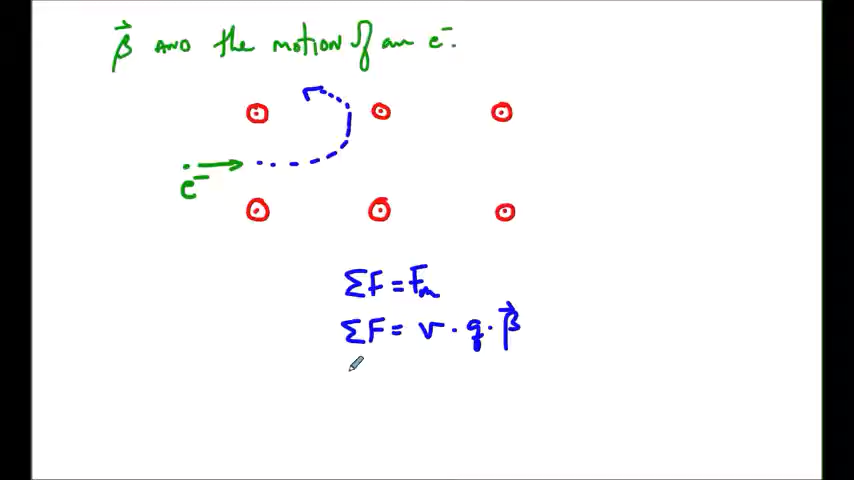 β⃗ AND the motion of an e⁻.
e⁻
ΣF = Fm
ΣF = v · q · β⃗